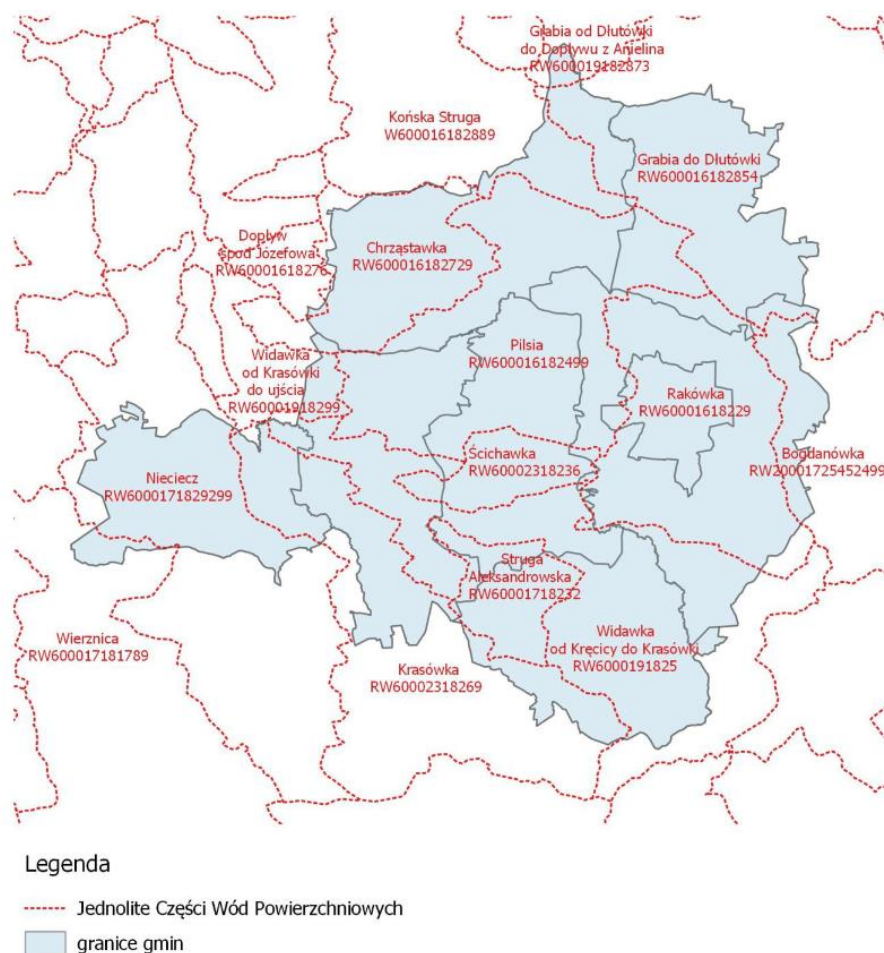 Grabia od Dłutówki
do Dopływu z Anielina
RW600019182873
Końska Struga
W600016182889
Grabia do Dłutówki
RW600016182854
Dopływ
spod Józefowa
RW60001618276
Chrząstawka
RW600016182729
Pilsia
RW600016182499
Widawka
od Krasówki
do ujścia
RW60001918299
Rakówka
RW60001618229
Ścichawka
RW60002318236
Bogdanówka
RW20001725452499
Nieciecz
RW6000171829299
Struga
Aleksandrowska
RW60001718232
Wierznica
RW600017181789
Widawka
od Kręcicy do Krasówki
RW6000191825
Krasówka
RW60002318269
Legenda
Jednolite Części Wód Powierzchniowych
granice gmin